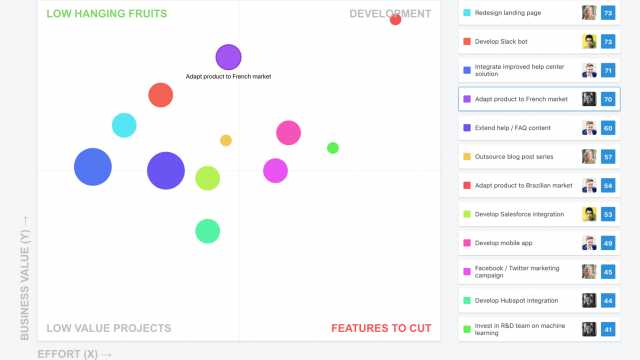 LOW HANGING FRUITS
DEVELOPMENT
Adapt product to French market
LOW VALUE PROJECTS
FEATURES TO CUT
BUSINESS VALUE (Y) →
EFFORT (X) →
Redesign landing page 73
Develop Slack bot 73
Integrate improved help center
solution 71
Adapt product to French market 70
Extend help / FAQ content 60
Outsource blog post series 57
Adapt product to Brazilian market 54
Develop Salesforce integration 53
Develop mobile app 49
Facebook / Twitter marketing
campaign 45
Develop Hubspot integration 44
Invest in R&D team on machine
learning 41